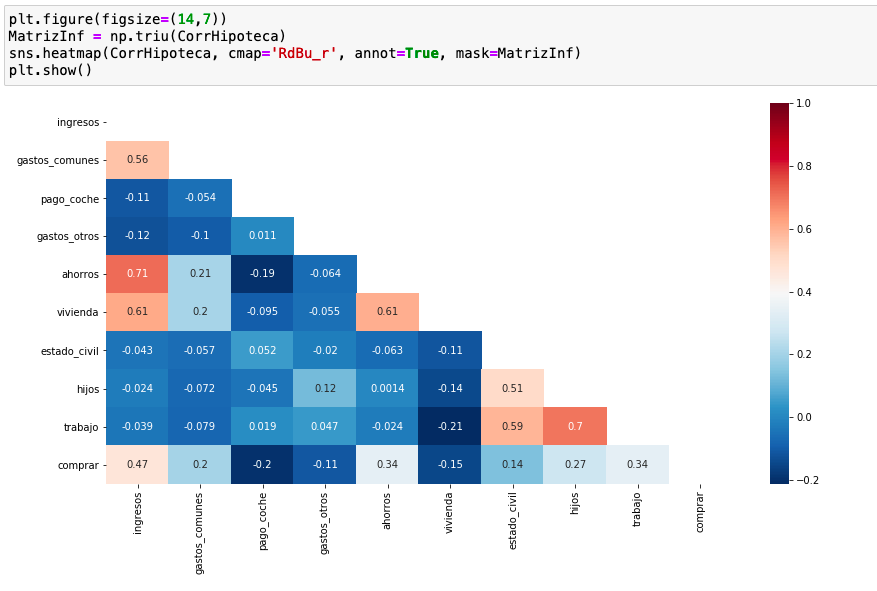 plt.figure(figsize=(14,7))
MatrizInf = np.triu(CorrHipoteca)
sns.heatmap(CorrHipoteca, cmap='RdBu_r', annot=True, mask=MatrizInf)
plt.show()
ingresos
gastos_comunes 0.56
pago_coche -0.11 -0.054
gastos_otros -0.12 -0.1 0.011
ahorros 0.71 0.21 -0.19 -0.064
vivienda 0.61 0.2 -0.095 -0.055 0.61
estado_civil -0.043 -0.057 0.052 -0.02 -0.063 -0.11
hijos -0.024 -0.072 -0.045 0.12 0.0014 -0.14 0.51
trabajo -0.039 -0.079 0.019 0.047 -0.024 -0.21 0.59 0.7
comprar 0.47 0.2 -0.2 -0.11 0.34 -0.15 0.14 0.27 0.34
ingresos gastos_comunes pago_coche gastos_otros ahorros vivienda estado_civil hijos trabajo comprar
1.0
0.8
0.6
0.4
0.2
0.0
−0.2